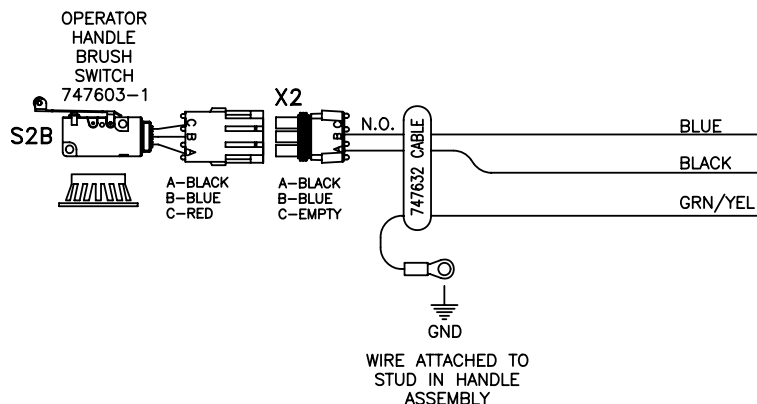 OPERATOR
HANDLE
BRUSH
SWITCH
747603-1
S2B
C
B
A
A-BLACK
B-BLUE
C-RED
X2
C
B
A
A-BLACK
B-BLUE
C-EMPTY
N.O.
747632 CABLE
BLUE
BLACK
GRN/YEL
GND
WIRE ATTACHED TO
STUD IN HANDLE
ASSEMBLY